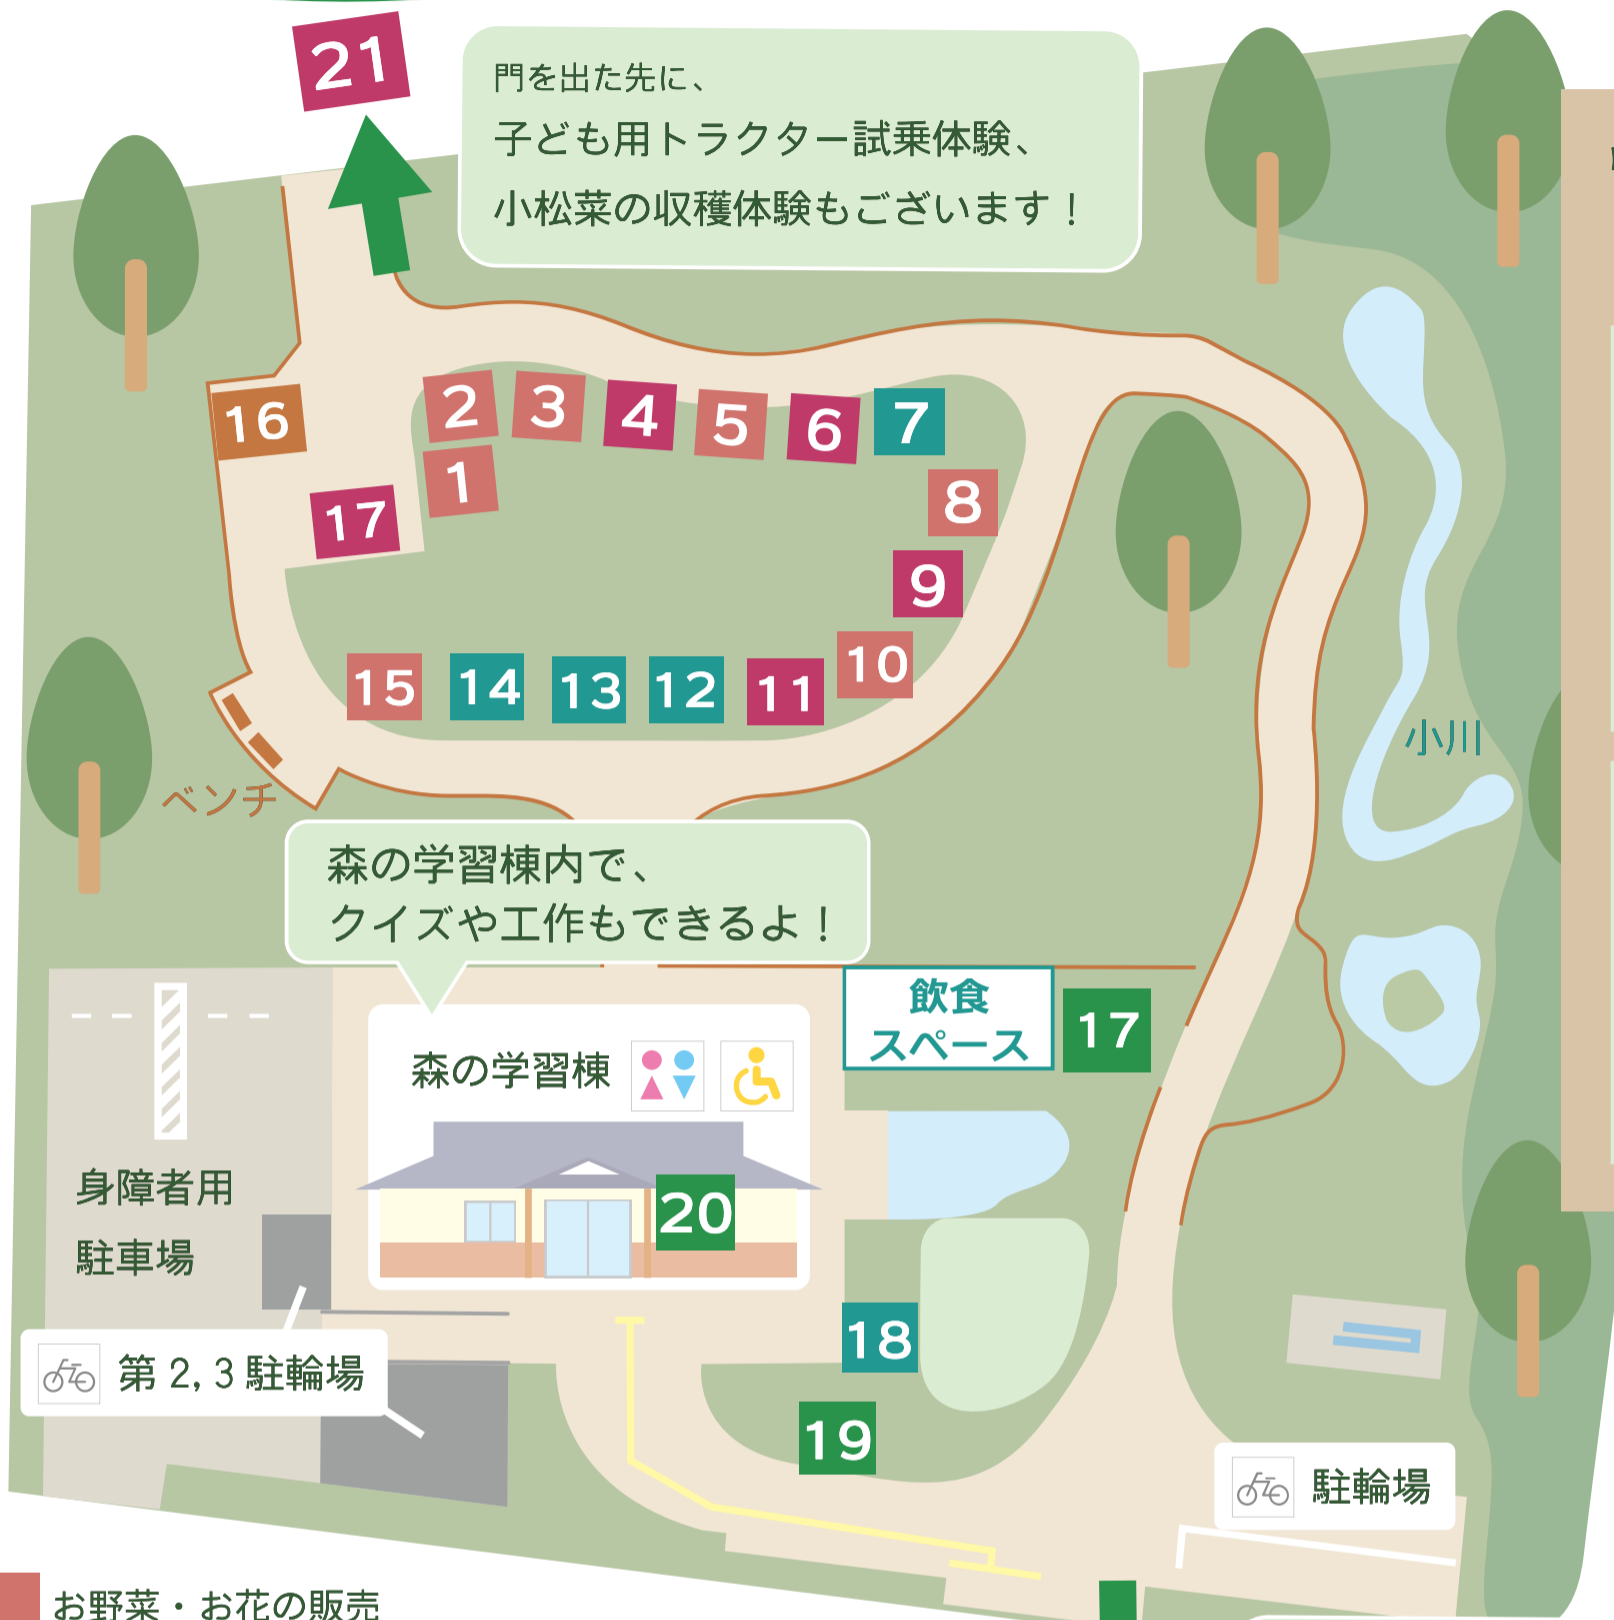 21
門を出た先に、
子ども用トラクター試乗体験、
小松菜の収穫体験もございます！
16
2
3
4
5
6
7
1
17
8
9
10
15
14
13
12
11
小川
ベンチ
森の学習棟内で、
クイズや工作もできるよ！
飲食
スペース
17
森の学習棟
20
身障者用
駐車場
18
第2,3駐輪場
19
駐輪場
お野菜・お花の販売